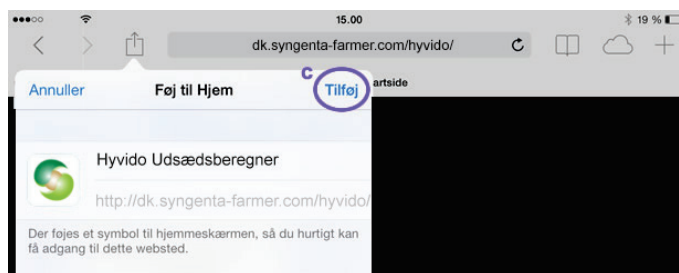 15.00
19 %
dk.syngenta-farmer.com/hyvido/
C
artside
Annuller
Føj til Hjem
Tilføj
Hyvido Udsædsberegner
http://dk.syngenta-farmer.com/hyvido/
Der føjes et symbol til hjemmeskærmen, så du hurtigt kan
få adgang til dette websted.